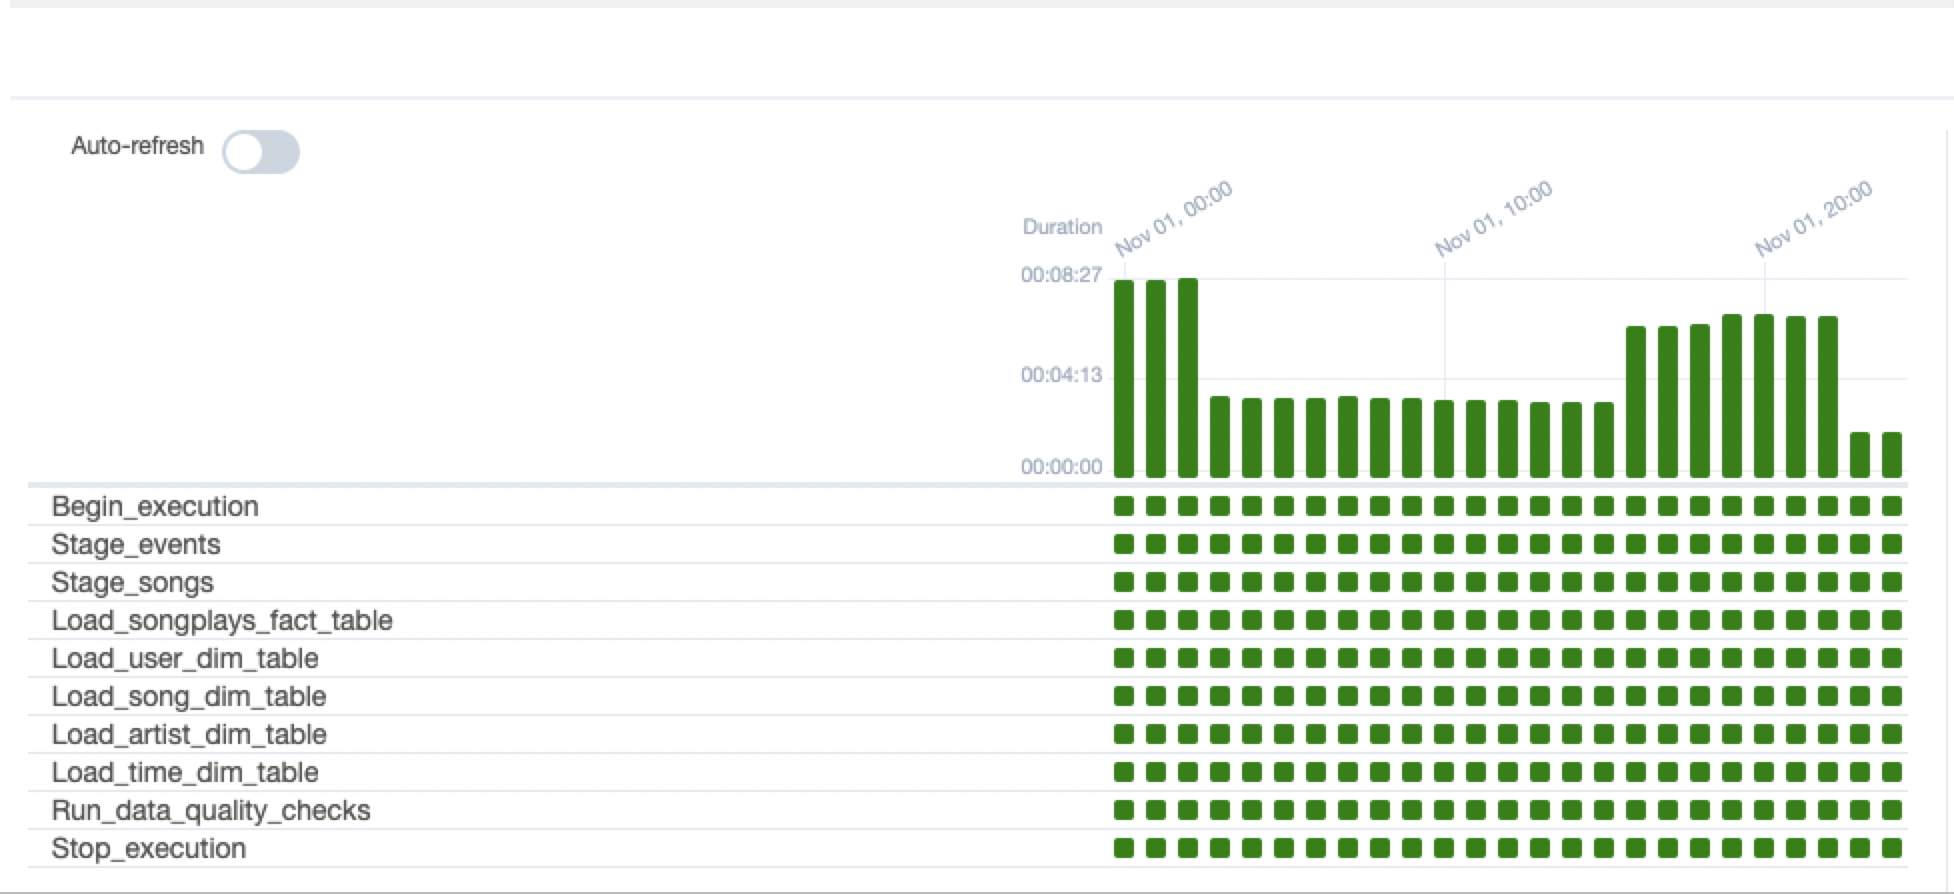 Auto-refresh
Nov 01, 00:00
Nov 01, 10:00
Nov 01, 20:00
Duration
00:08:27
00:04:13
00:00:00
Begin_execution
Stage_events
Stage_songs
Load_songplays_fact_table
Load_user_dim_table
Load_song_dim_table
Load_artist_dim_table
Load_time_dim_table
Run_data_quality_checks
Stop_execution